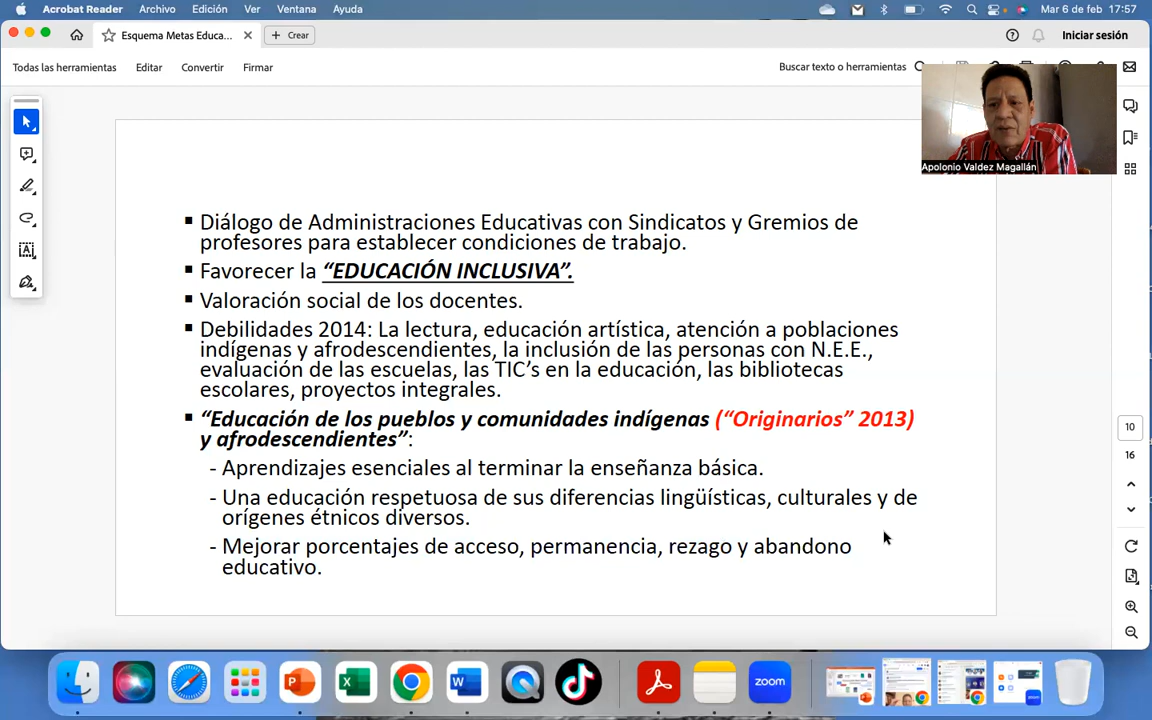 Acrobat Reader Archivo Edición Ver Ventana Ayuda Mar 6 de feb 17:57
Esquema Metas Educa... Crear Iniciar sesión
Todas las herramientas Editar Convertir Firmar Buscar texto o herramientas
Apolonio Valdez Magallán
▪ Diálogo de Administraciones Educativas con Sindicatos y Gremios de
profesores para establecer condiciones de trabajo.
▪ Favorecer la “EDUCACIÓN INCLUSIVA”.
▪ Valoración social de los docentes.
▪ Debilidades 2014: La lectura, educación artística, atención a poblaciones
indígenas y afrodescendientes, la inclusión de las personas con N.E.E.,
evaluación de las escuelas, las TIC’s en la educación, las bibliotecas
escolares, proyectos integrales.
▪ “Educación de los pueblos y comunidades indígenas (“Originarios” 2013)
y afrodescendientes”:
- Aprendizajes esenciales al terminar la enseñanza básica.
- Una educación respetuosa de sus diferencias lingüísticas, culturales y de
orígenes étnicos diversos.
- Mejorar porcentajes de acceso, permanencia, rezago y abandono
educativo.
10
16
zoom